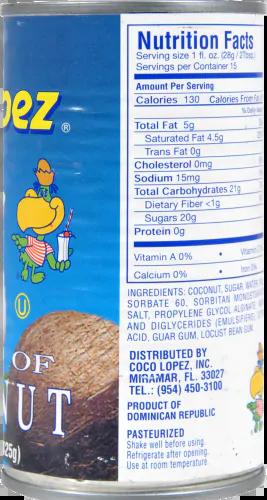 pez ®
OF
NUT
25g)
Nutrition Facts
Serving size 1 fl. oz. (28g / 2Tbsp
Servings per Container 15
Amount Per Serving
Calories 130 Calories From
% Daily
Total Fat 5g
Saturated Fat 4.5g
Trans Fat 0g
Cholesterol 0mg
Sodium 15mg
Total Carbohydrates 21g
Dietary Fiber <1g
Sugars 20g
Protein 0g
Vitamin A 0% •
Calcium 0% • Iron
INGREDIENTS: COCONUT, SUGAR, WATER,
SORBATE 60, SORBITAN
SALT, PROPYLENE GLYCOL
AND DIGLYCERIDES (EMULSIFIERS),
ACID, GUAR GUM, LOCUST BEAN GUM.
DISTRIBUTED BY
COCO LOPEZ, INC.
MIRAMAR, FL. 33027
TEL.: (954) 450-3100
PRODUCT OF
DOMINICAN REPUBLIC
PASTEURIZED
Shake well before using.
Refrigerate after opening.
Use at room temperature.